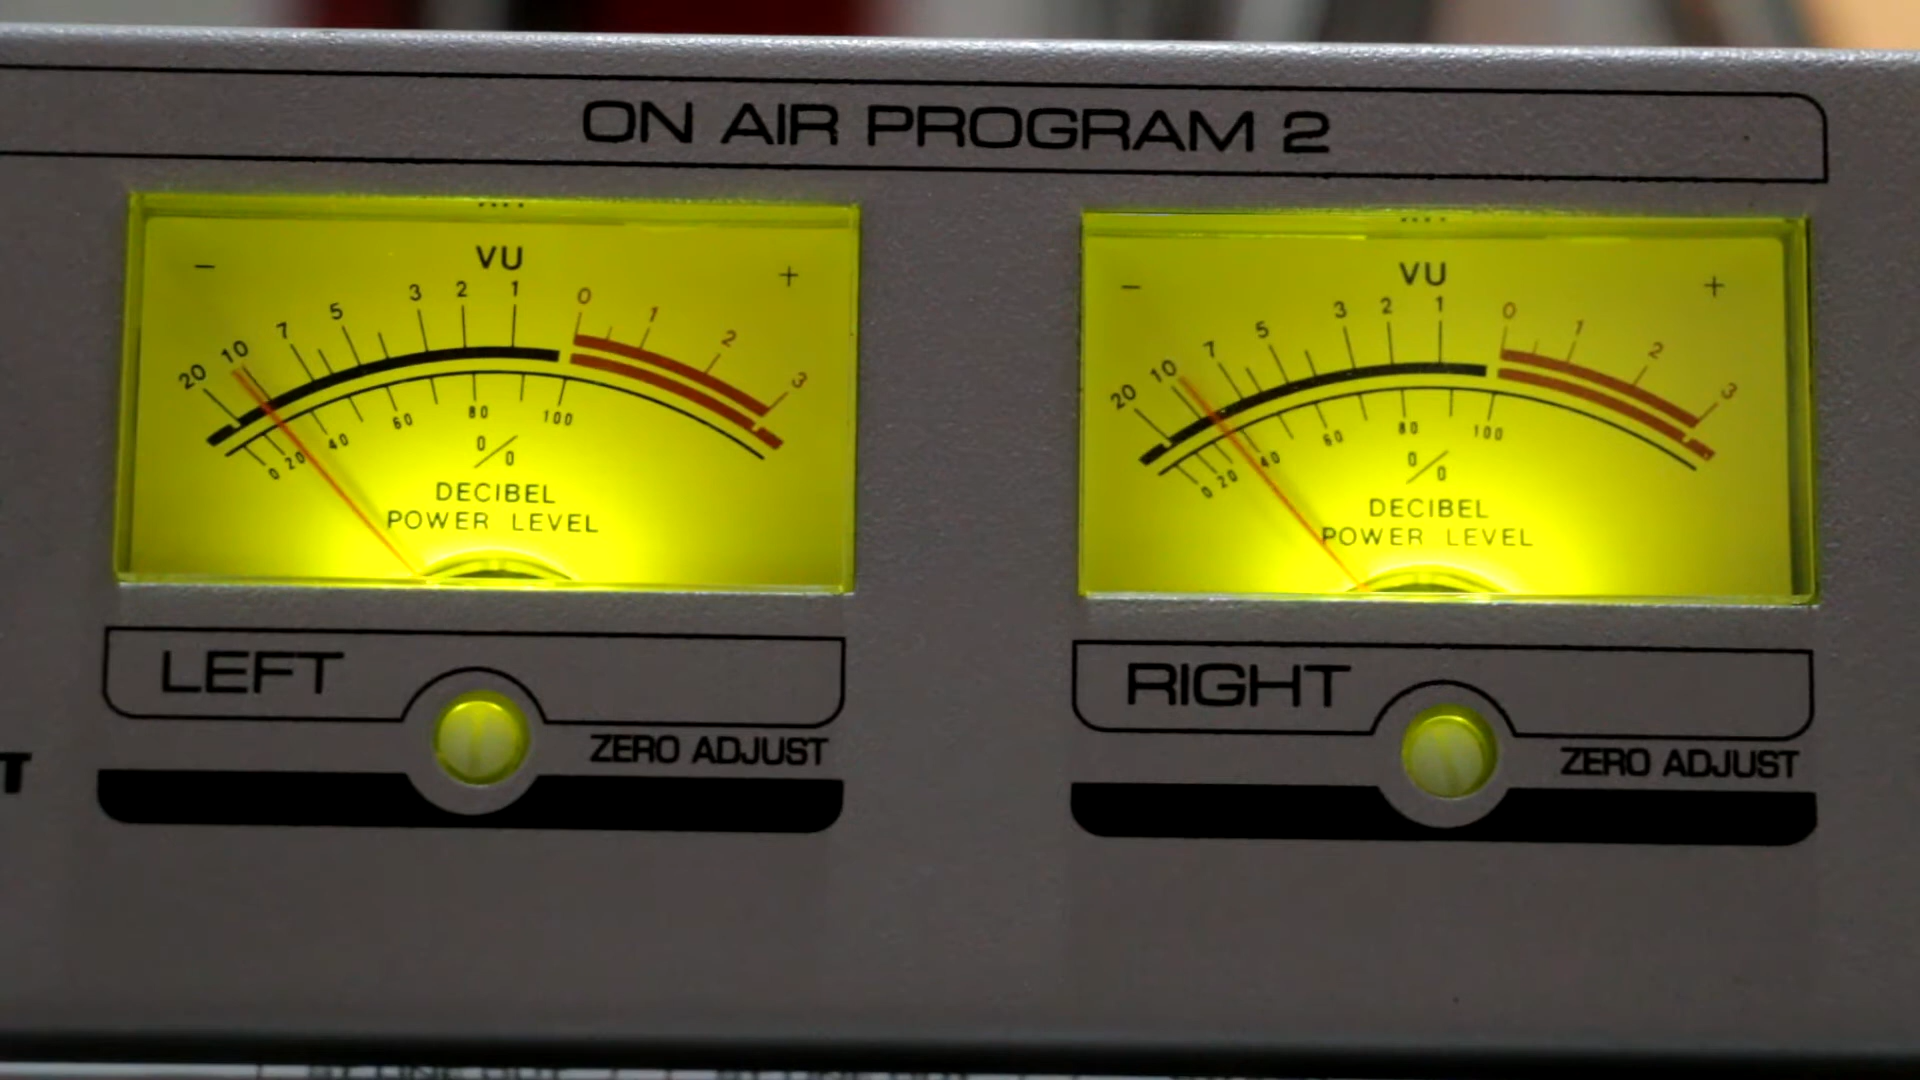 ON AIR PROGRAM 2
VU
- +
20 10 7 5 3 2 1 0 1 2 3
0 20 40 60 80 100
0/0
DECIBEL
POWER LEVEL
VU
- +
20 10 7 5 3 2 1 0 1 2 3
0 20 40 60 80 100
0/0
DECIBEL
POWER LEVEL
LEFT
ZERO ADJUST
RIGHT
ZERO ADJUST
T